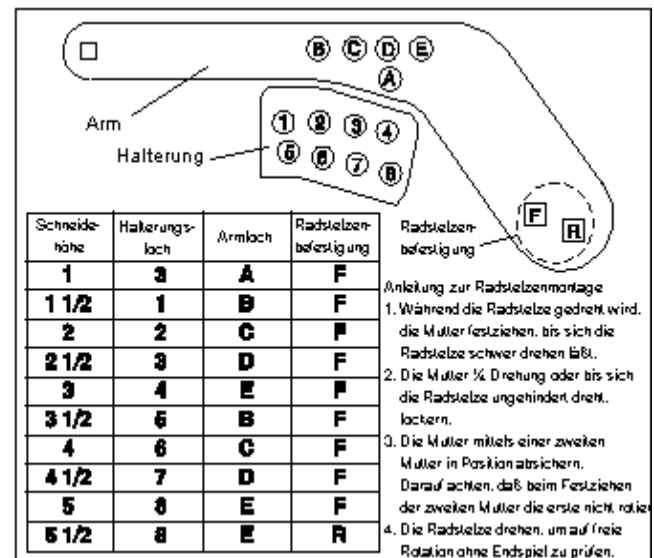 B C D E
A
Arm
1 2 3 4
Halterung
5 6 7 8
F
R
Radstelzen-
befestigung
Schneide-
höhe
Halterungs-
loch
Armloch
Radstelzen-
befestigung
1 3 A F
1 1/2 1 B F
2 2 C F
2 1/2 3 D F
3 4 E F
3 1/2 5 B F
4 6 C F
4 1/2 7 D F
5 8 E F
5 1/2 8 E R
Anleitung zur Radstelzenmontage
1. Während die Radstelze gedreht wird,
die Mutter festziehen, bis sich die
Radstelze schwer drehen läßt.
2. Die Mutter ¼ Drehung oder bis sich
die Radstelze ungehindert dreht,
lockern.
3. Die Mutter mittels einer zweiten
Mutter in Position absichern.
Darauf achten, daß beim Festziehen
der zweiten Mutter die erste nicht rotier
4. Die Radstelze drehen, um auf freie
Rotation ohne Endspiel zu prüfen.